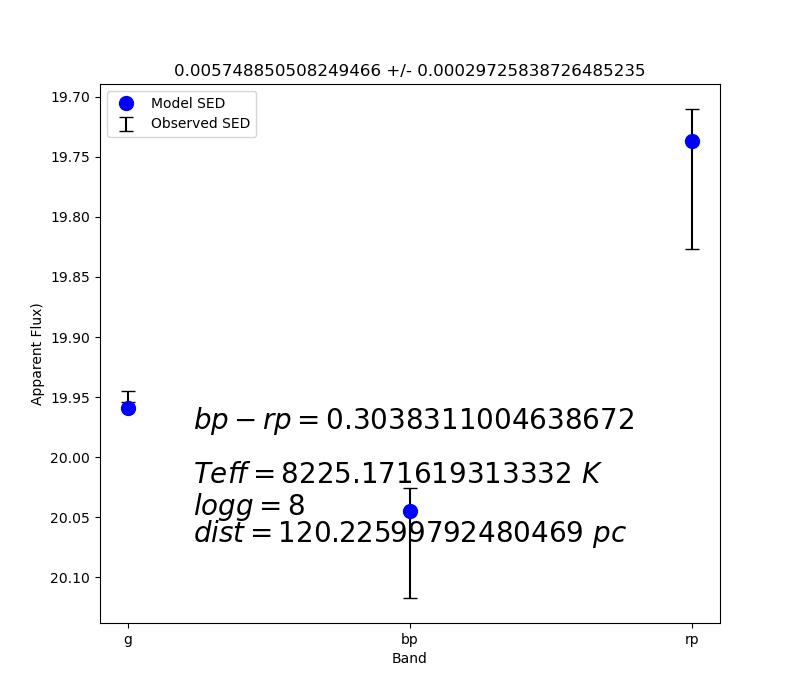 0.005748850508249466 +/- 0.00029725838726485235
Model SED
Observed SED
19.70
19.75
19.80
19.85
19.90
19.95
20.00
20.05
20.10
Apparent Flux)
bp − rp = 0.3038311004638672
Teff = 8225.171619313332 K
logg = 8
dist = 120.22599792480469 pc
g
bp
rp
Band